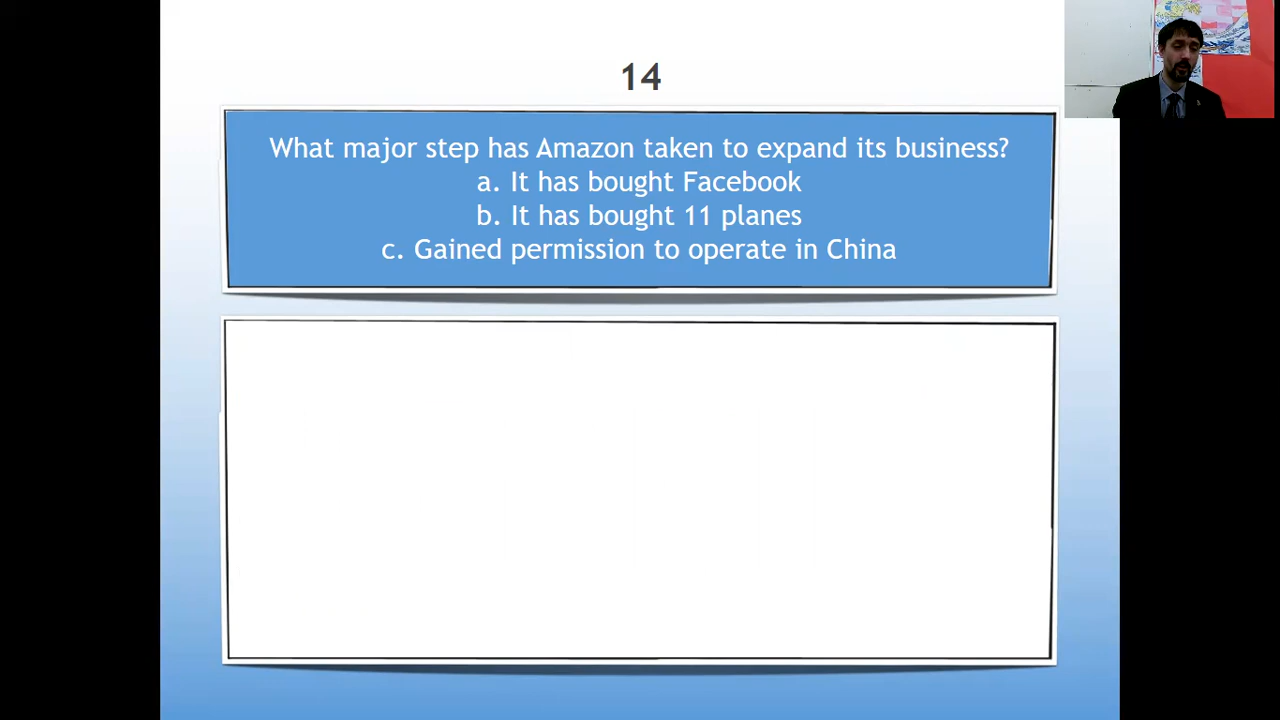 14
What major step has Amazon taken to expand its business?
a. It has bought Facebook
b. It has bought 11 planes
c. Gained permission to operate in China